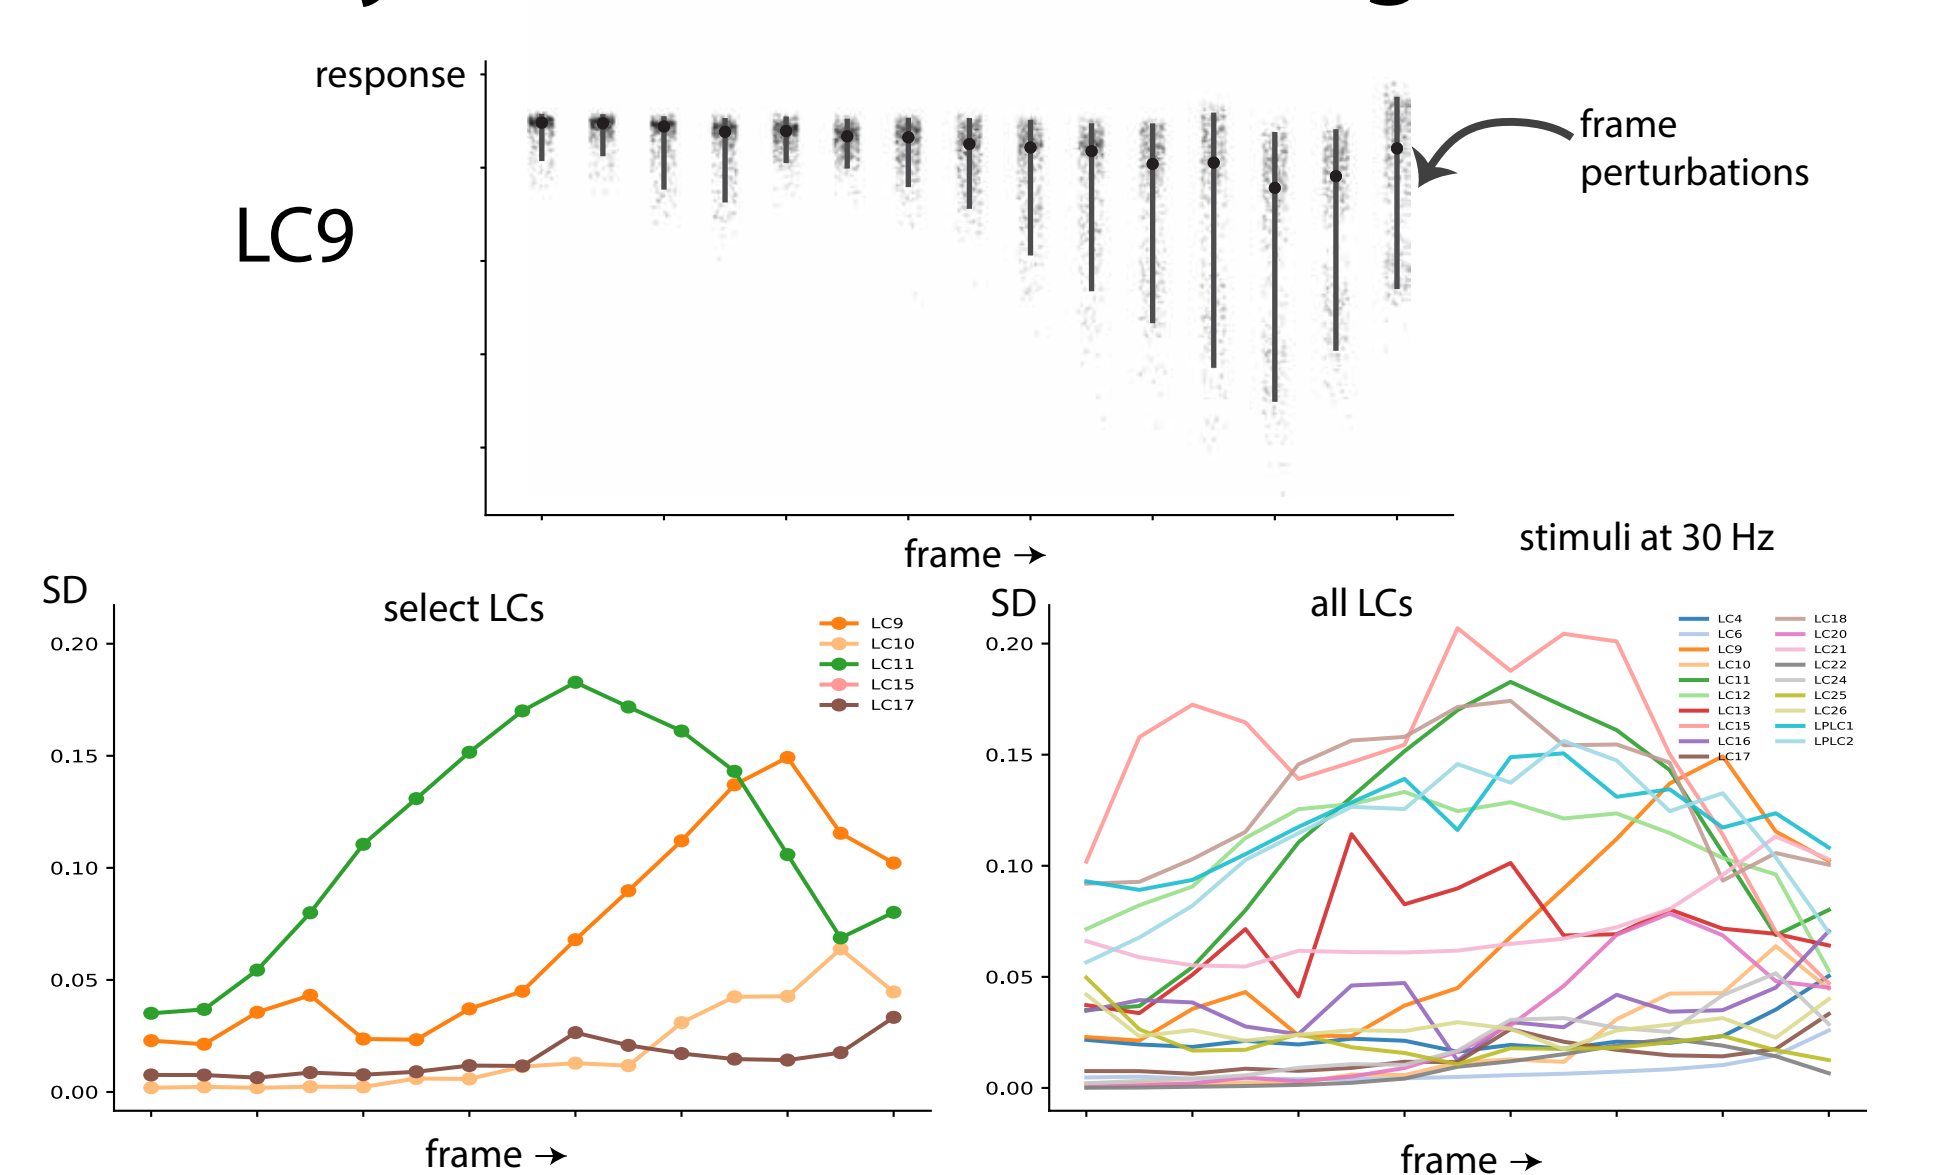 response
frame
perturbations
LC9
frame →
stimuli at 30 Hz
SD
select LCs
0.20
0.15
0.10
0.05
0.00
LC9
LC10
LC11
LC15
LC17
frame →
SD
all LCs
0.20
0.15
0.10
0.05
0.00
LC4
LC6
LC9
LC10
LC11
LC12
LC13
LC15
LC16
LC17
LC18
LC20
LC21
LC22
LC24
LC25
LC26
LPLC1
LPLC2
frame →